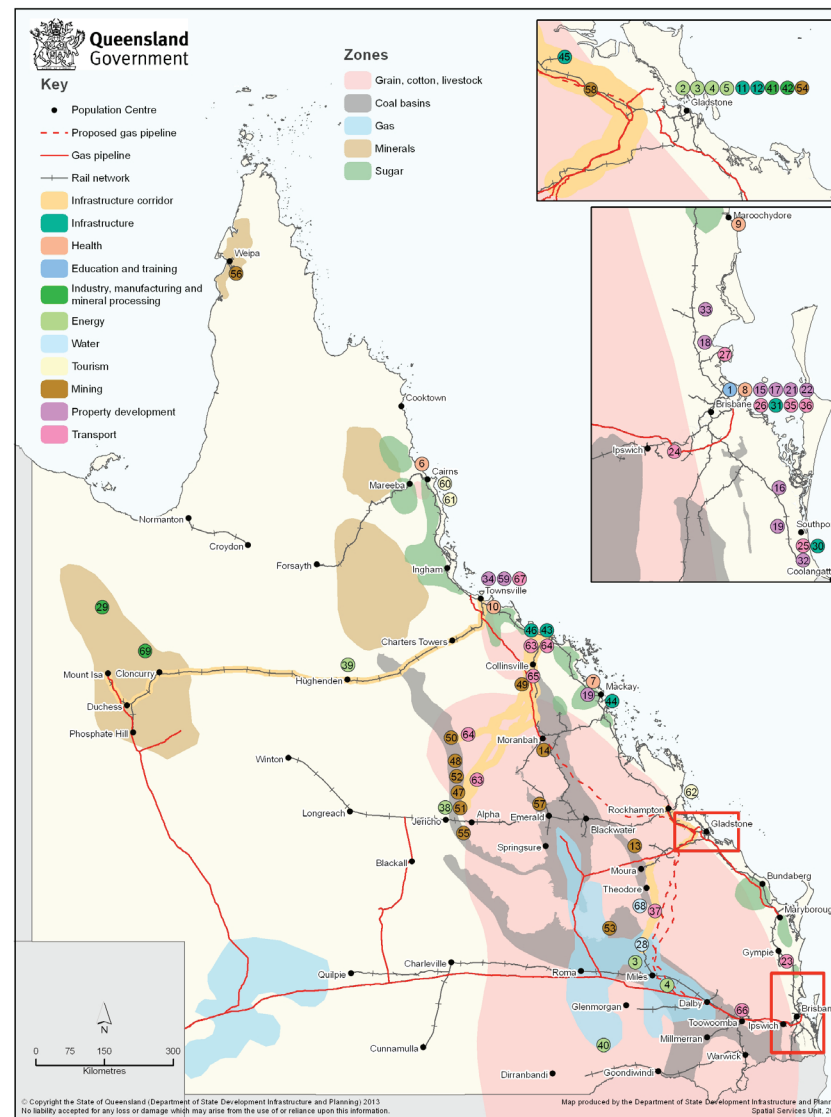 Queensland
Government
Key
Population Centre
Proposed gas pipeline
Gas pipeline
Rail network
Infrastructure corridor
Infrastructure
Health
Education and training
Industry, manufacturing and
mineral processing
Energy
Water
Tourism
Mining
Property development
Transport
Zones
Grain, cotton, livestock
Coal basins
Gas
Minerals
Sugar
45
58
2 3 4 5 11 12 41 42 54
Gladstone
Maroochydore
9
33
18
27
1 8 15 17 21 22
Brisbane
26 31 35 36
Ipswich
24
16
19
Southpo
25 30
32
Coolangatt
Weipa
56
Cooktown
6
Cairns
Mareeba
60
61
Normanton
Croydon
Forsayth
Ingham
34 59 67
Townsville
10
29
46 43
Charters Towers
63 64
69
39
Collinsville
Mount Isa
Cloncurry
65
Hughenden
49
7
19
Mackay
44
Duchess
Phosphate Hill
50
64
Moranbah
14
48
Winton
52
63
47
62
Longreach
38
51
57
Rockhampton
Jericho
Alpha
Emerald
Gladstone
55
Blackwater
Springsure
13
Blackall
Moura
Theodore
Bundaberg
68
37
Maryboroug
53
28
Gympie
Charleville
3
23
Quilpie
Roma
Miles
4
Dalby
Glenmorgan
66
Brisban
Toowoomba
Ipswich
Millmerran
Cunnamulla
40
Warwick
Dirranbandi
Goondiwindi
N
0 75 150 300
Kilometres
© Copyright the State of Queensland (Department of State Development Infrastructure and Planning) 2013
No liability accepted for any loss or damage which may arise from the use of or reliance upon this information.
Map produced by the Department of State Development Infrastructure and Plann
Spatial Services Unit,